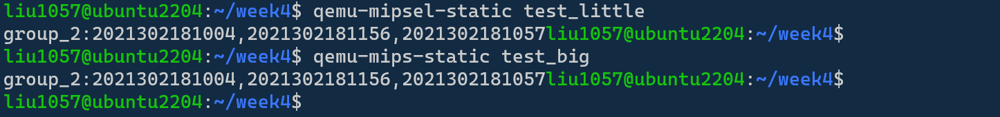 liu1057@ubuntu2204:~/week4$ qemu-mipsel-static test_little
group_2:2021302181004,2021302181156,2021302181057liu1057@ubuntu2204:~/week4$
liu1057@ubuntu2204:~/week4$ qemu-mips-static test_big
group_2:2021302181004,2021302181156,2021302181057liu1057@ubuntu2204:~/week4$
liu1057@ubuntu2204:~/week4$